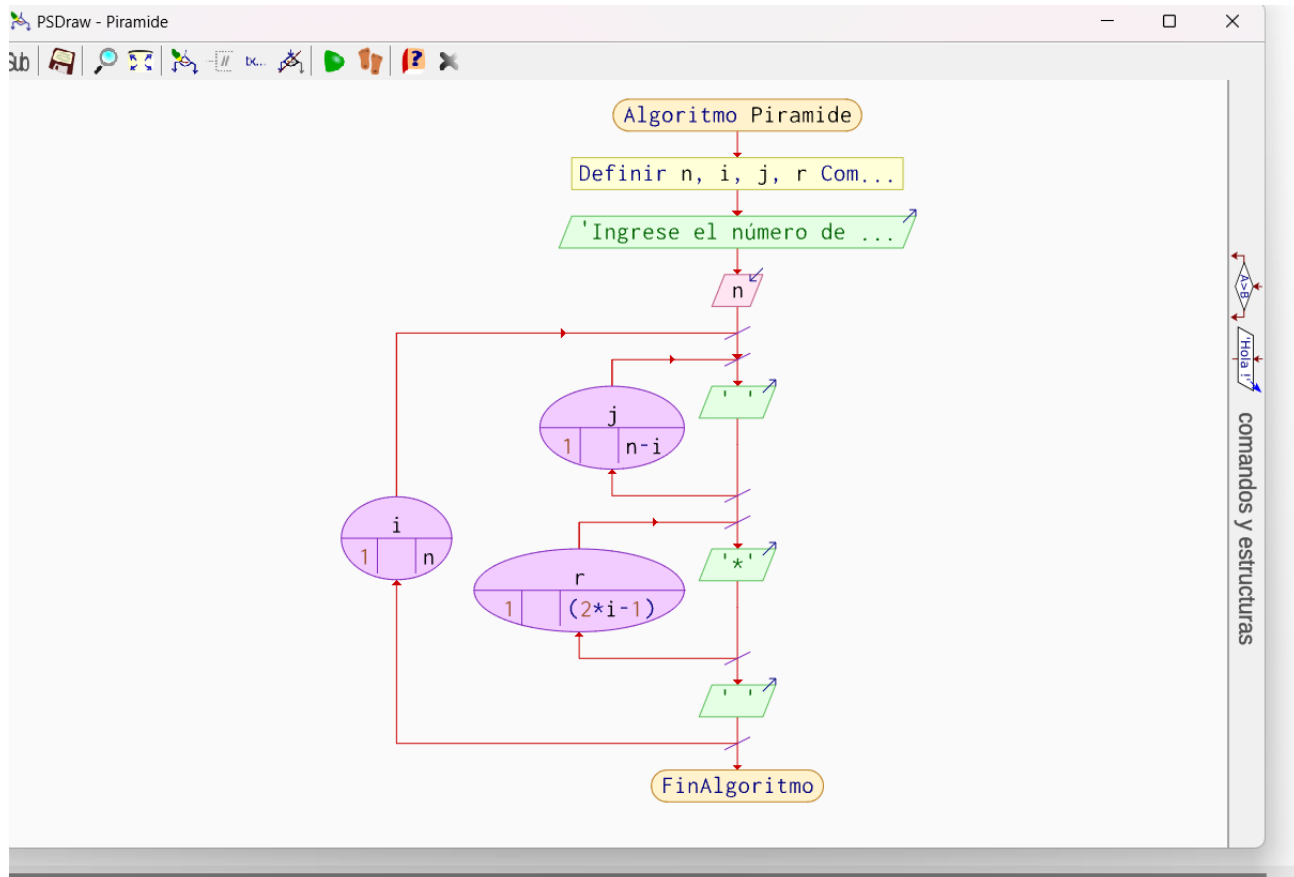 PSDraw - Piramide
tx...
Algoritmo Piramide
Definir n, i, j, r Com...
'Ingrese el número de ...
n
' '
j
1 n-i
i
1 n
'*'
r
1 (2*i-1)
' '
FinAlgoritmo
A>B
'Hola !'
comandos y estructuras